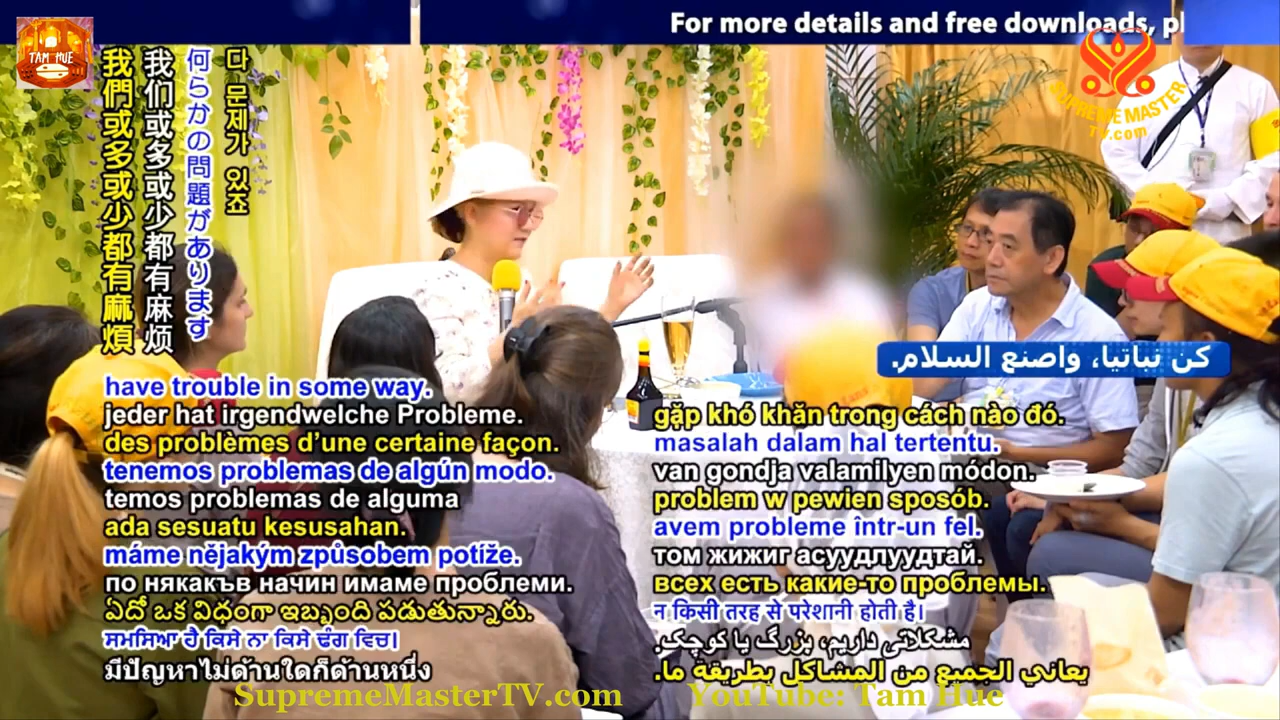 For more details and free downloads, pl
TAM HUE
SUPREME MASTER
TV.com
다 문제가 있죠
何らかの問題があります
我们或多或少都有麻烦
我們或多或少都有麻煩
كن نباتيا، واصنع السلام.
have trouble in some way.
jeder hat irgendwelche Probleme.
des problèmes d’une certaine façon.
tenemos problemas de algún modo.
temos problemas de alguma
ada sesuatu kesusahan.
máme nějakým způsobem potíže.
по някакъв начин имаме проблеми.
ఏదో ఒక విధంగా ఇబ్బంది పడుతున్నారు.
ਸਮਸਿਆ ਹੈ ਕਿਸੇ ਨਾ ਕਿਸੇ ਢੰਗ ਵਿਚ।
มีปัญหาไม่ด้านใดก็ด้านหนึ่ง
gặp khó khăn trong cách nào đó.
masalah dalam hal tertentu.
van gondja valamilyen módon.
problem w pewien sposób.
avem probleme într-un fel.
том жижиг асуудлуудтай.
всех есть какие-то проблемы.
न किसी तरह से परेशानी होती है।
مشکلاتی داریم، بزرگ یا کوچک.
يعاني الجميع من المشاكل بطريقة ما.
SupremeMasterTV.com
YouTube: Tam Hue